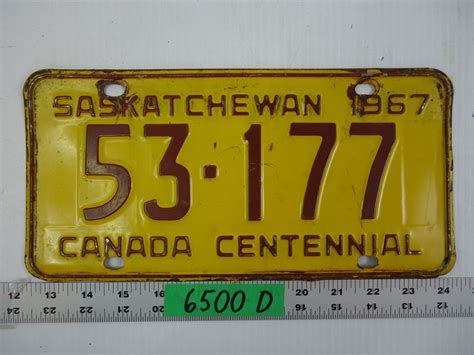 SASKATCHEWAN 1967
53·177
CANADA CENTENNIAL
12 13 14 15 16 6500 D 20 21 22 23 24